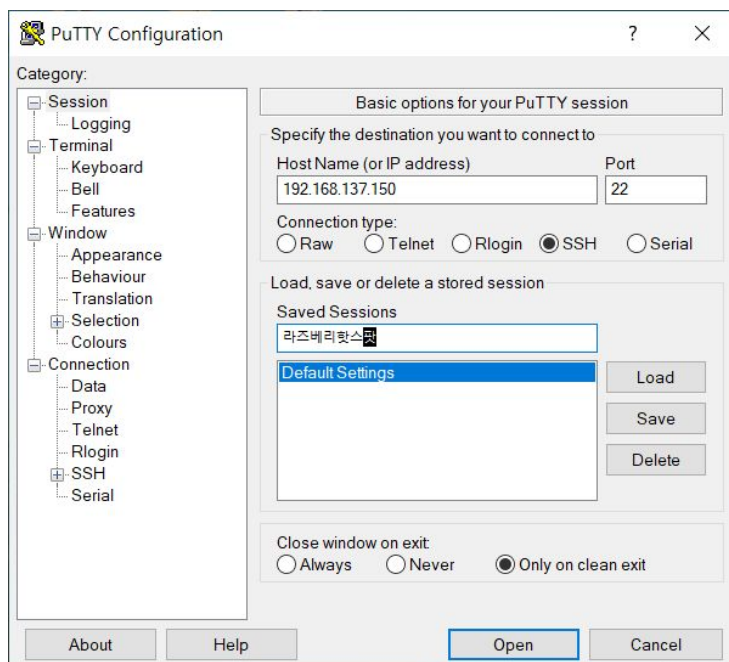 PuTTY Configuration
Category:
Session
Logging
Terminal
Keyboard
Bell
Features
Window
Appearance
Behaviour
Translation
Selection
Colours
Connection
Data
Proxy
Telnet
Rlogin
SSH
Serial
Basic options for your PuTTY session
Specify the destination you want to connect to
Host Name (or IP address) Port
192.168.137.150 22
Connection type:
Raw Telnet Rlogin SSH Serial
Load, save or delete a stored session
Saved Sessions
라즈베리핫스팟
Default Settings
Load
Save
Delete
Close window on exit:
Always Never Only on clean exit
About Help Open Cancel